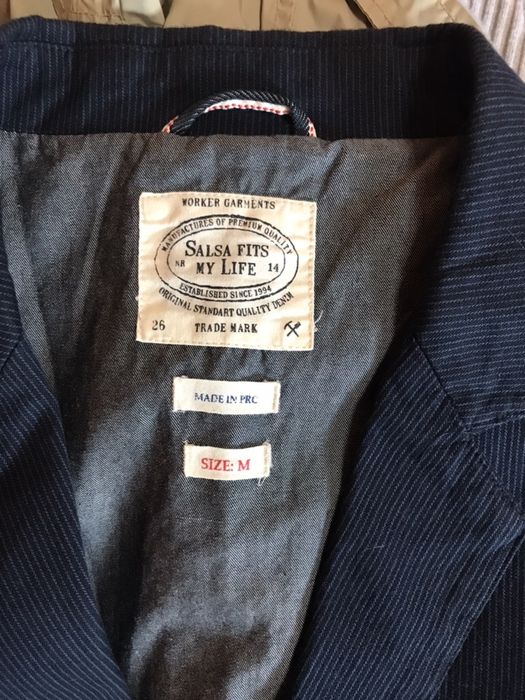 WORKER GARMENTS
MANUFACTURES OF PREMIUM QUALITY
SALSA FITS
NR MY LIFE 14
ESTABLISHED SINCE 1994
ORIGINAL STANDART QUALITY DENIM
26 TRADE MARK
MADE IN PRC
SIZE: M